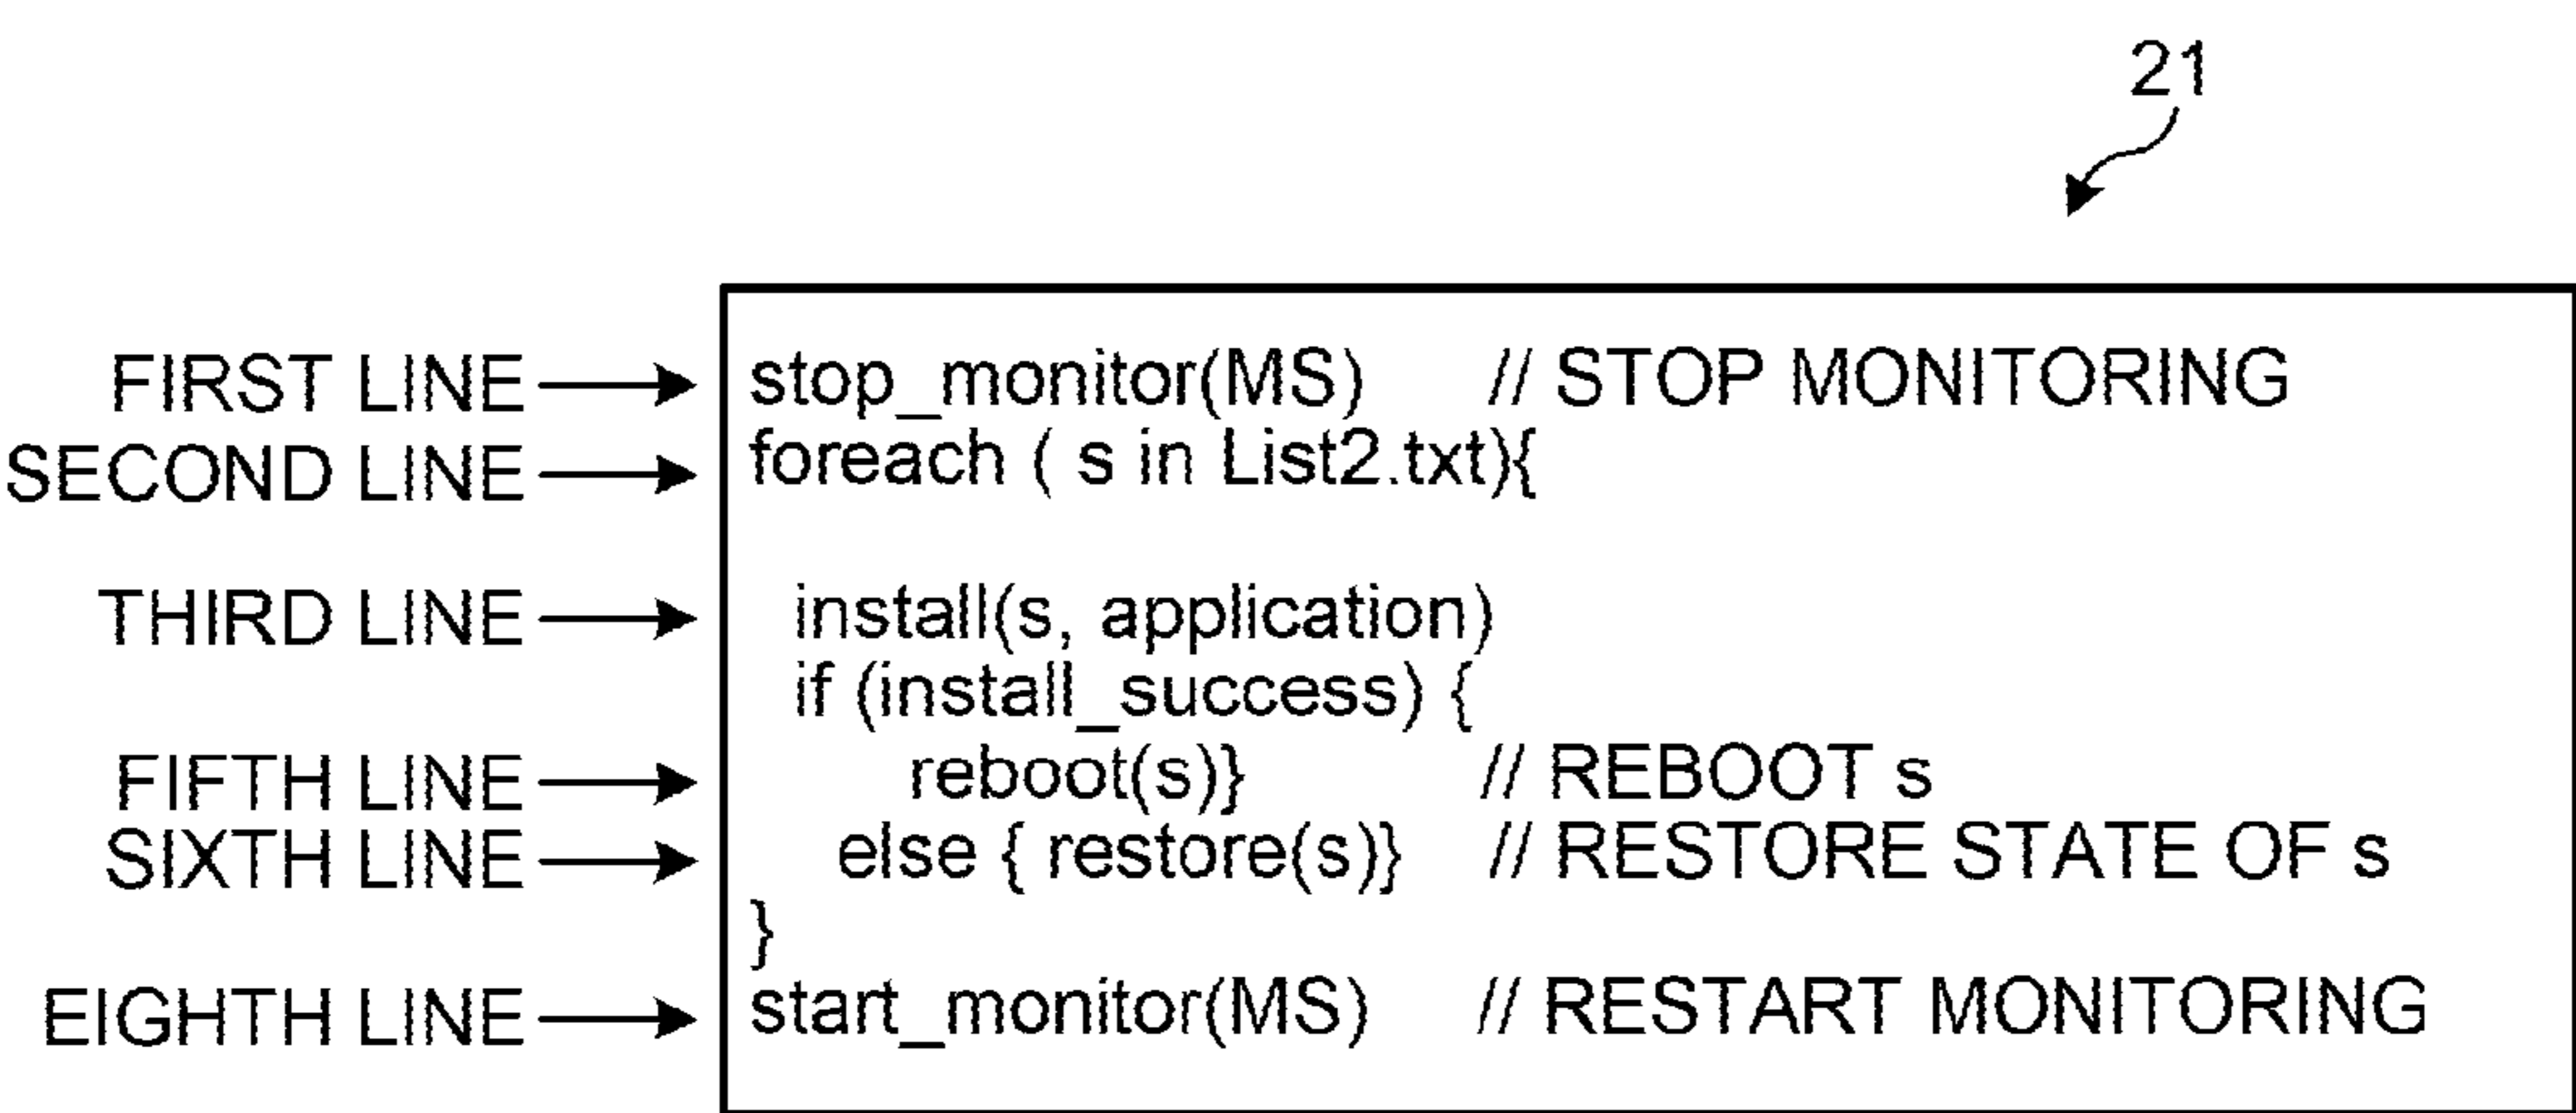 21
FIRST LINE stop_monitor(MS) // STOP MONITORING
SECOND LINE foreach ( s in List2.txt){
THIRD LINE install(s, application)
if (install_success) {
FIFTH LINE reboot(s)} // REBOOT s
SIXTH LINE else { restore(s)} // RESTORE STATE OF s
}
EIGHTH LINE start_monitor(MS) // RESTART MONITORING